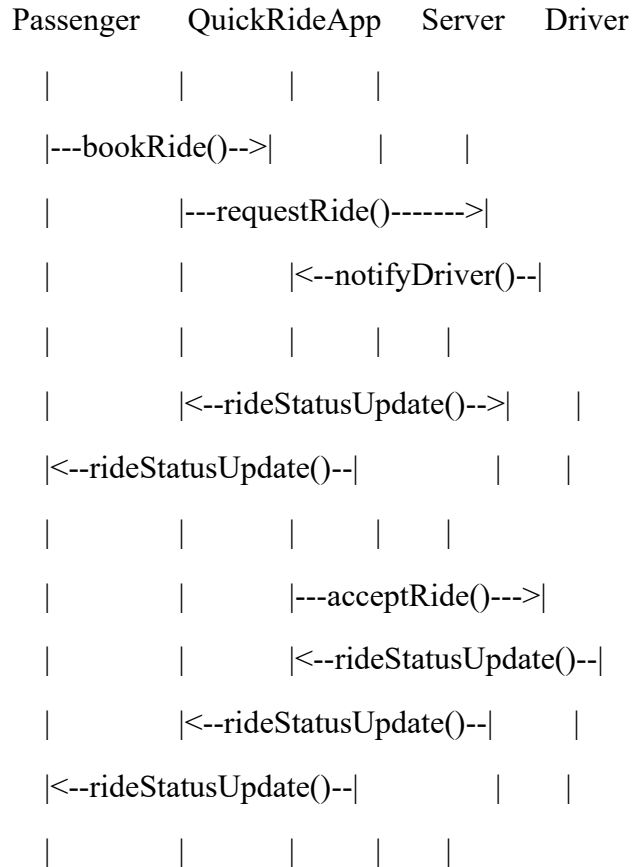 Passenger QuickRideApp Server Driver
| | | |
|---bookRide()-->| | |
| |---requestRide()------->|
| | |<--notifyDriver()--|
| | | | |
| |<--rideStatusUpdate()-->| |
|<--rideStatusUpdate()--| | |
| | | | |
| | |---acceptRide()--->|
| | |<--rideStatusUpdate()--|
| |<--rideStatusUpdate()--| |
|<--rideStatusUpdate()--| | |
| | | | |